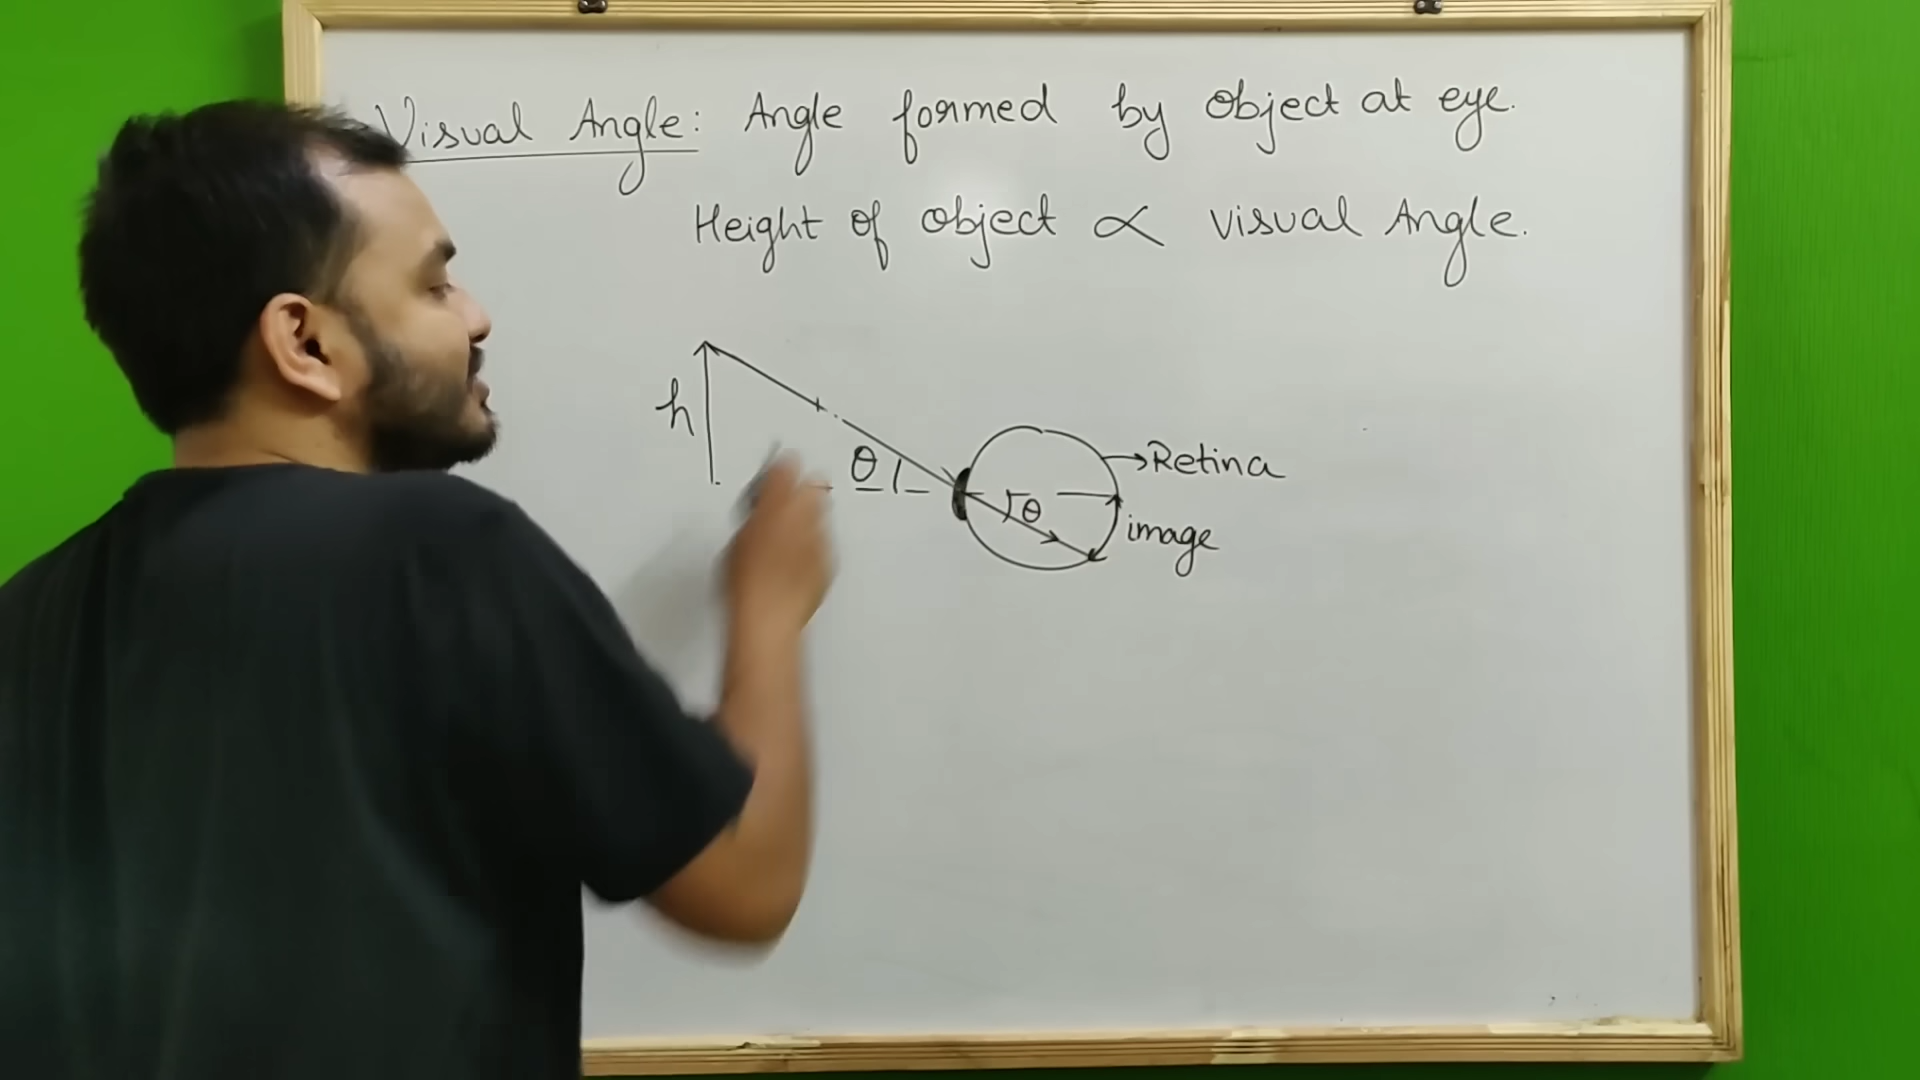 Visual Angle: Angle formed by object at eye.
Height of object ∝ visual Angle.
h
θ
Retina
θ
image